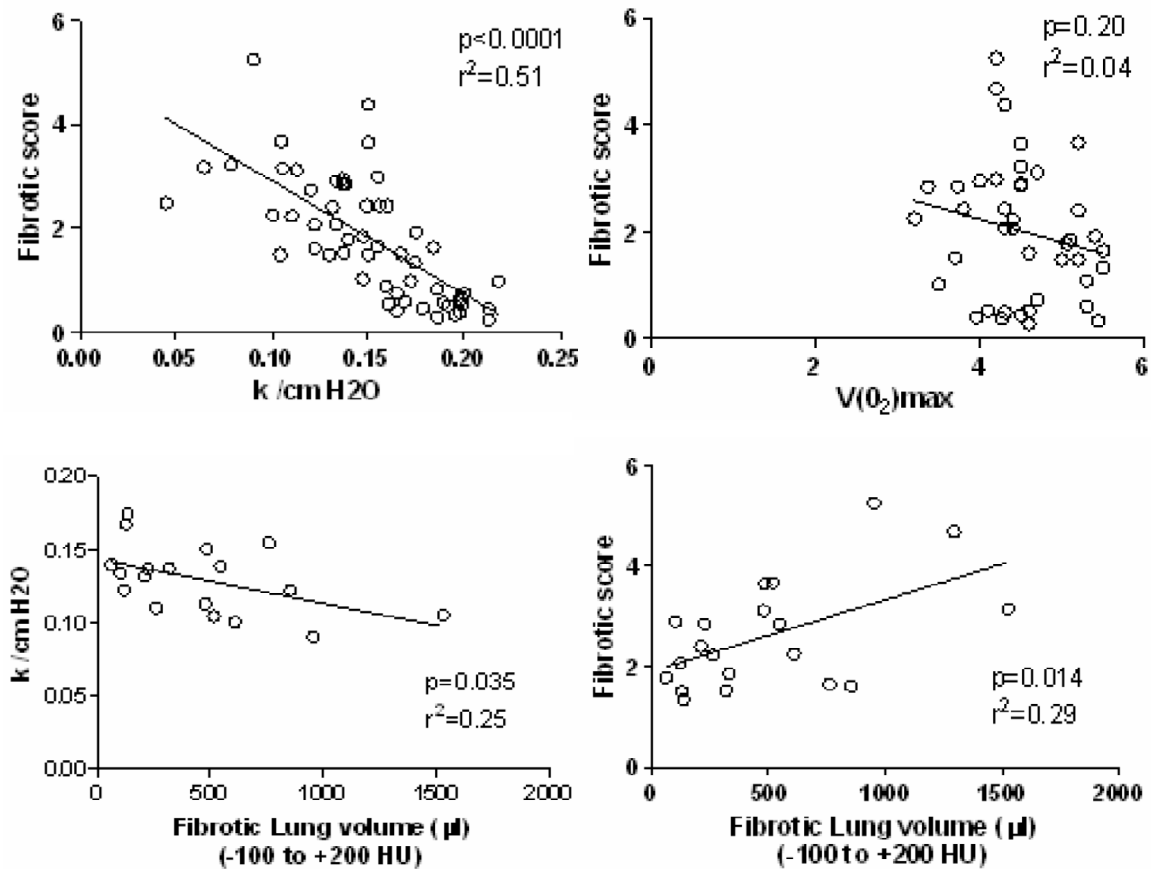 6
4
2
0
Fibrotic score
p<0.0001
r²=0.51
0.00 0.05 0.10 0.15 0.20 0.25
k /cm H2O
6
4
2
0
Fibrotic score
p=0.20
r²=0.04
0 2 4 6
V(0₂)max
0.20
0.15
0.10
0.05
0.00
k /cm H2O
p=0.035
r²=0.25
0 500 1000 1500 2000
Fibrotic Lung volume ( µl)
(-100 to +200 HU)
6
4
2
0
Fibrotic score
p=0.014
r²=0.29
0 500 1000 1500 2000
Fibrotic Lung volume ( µl)
(-100 to +200 HU)